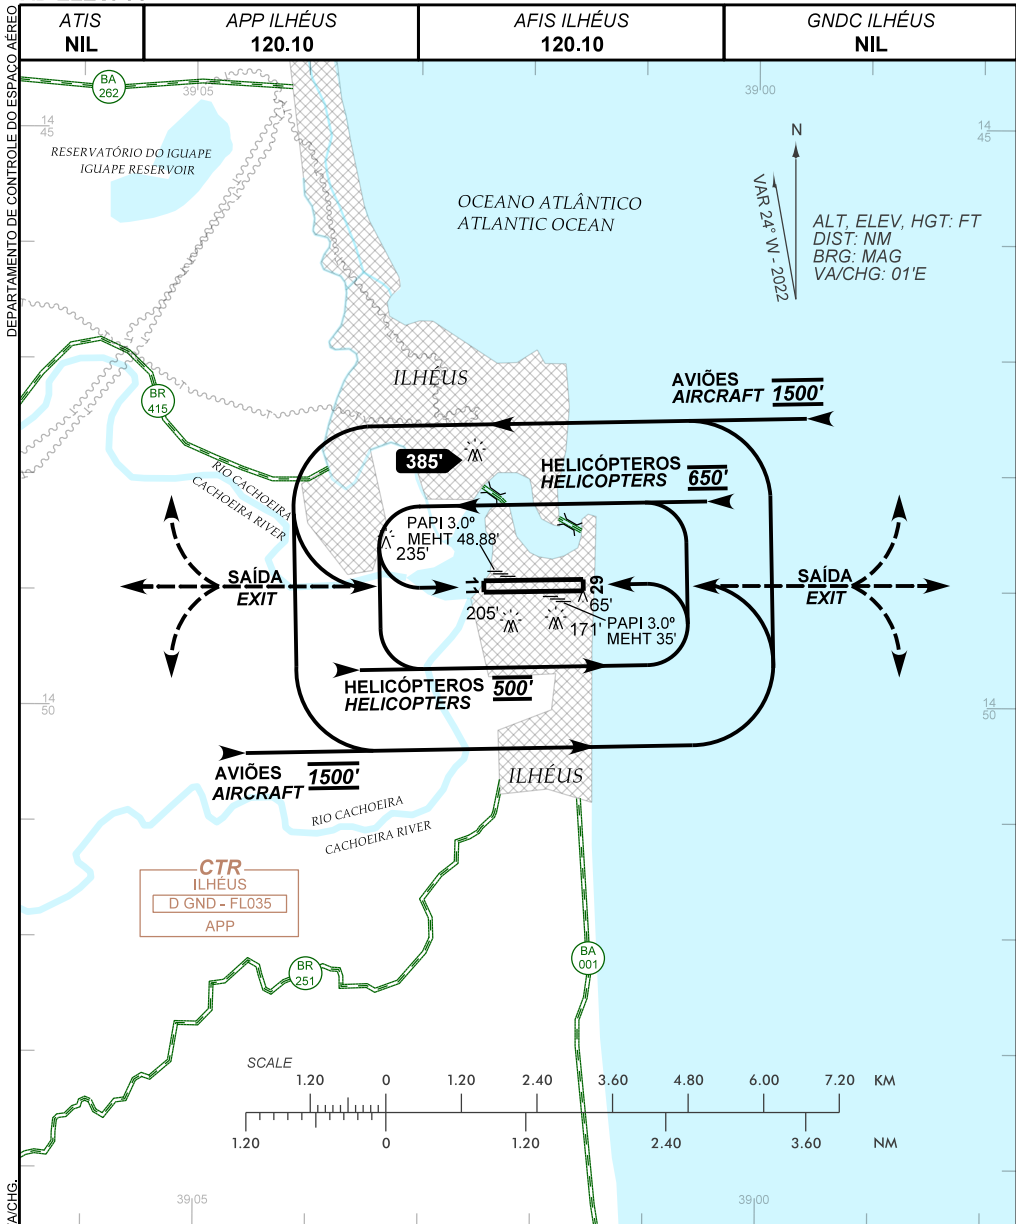 ATIS
NIL
APP ILHÉUS
120.10
AFIS ILHÉUS
120.10
GNDC ILHÉUS
NIL
DEPARTAMENTO DE CONTROLE DO ESPAÇO AÉREO
BA
262
39 05
39 00
14
45
14
45
RESERVATÓRIO DO IGUAPE
IGUAPE RESERVOIR
OCEANO ATLÂNTICO
ATLANTIC OCEAN
N
VAR 24° W - 2022
ALT, ELEV, HGT: FT
DIST: NM
BRG: MAG
VA/CHG: 01'E
BR
415
ILHÉUS
AVIÕES
AIRCRAFT 1500'
385'
HELICÓPTEROS
HELICOPTERS 650'
RIO CACHOEIRA
CACHOEIRA RIVER
PAPI 3.0º
MEHT 48.88'
235'
SAÍDA
EXIT
11
29
SAÍDA
EXIT
65'
205'
171'
PAPI 3.0º
MEHT 35'
HELICÓPTEROS
HELICOPTERS 500'
14
50
14
50
AVIÕES
AIRCRAFT 1500'
ILHÉUS
RIO CACHOEIRA
CACHOEIRA RIVER
CTR
ILHÉUS
D GND - FL035
APP
BR
251
BA
001
SCALE
1.20 0 1.20 2.40 3.60 4.80 6.00 7.20 KM
1.20 0 1.20 2.40 3.60 NM
39 05
39 00